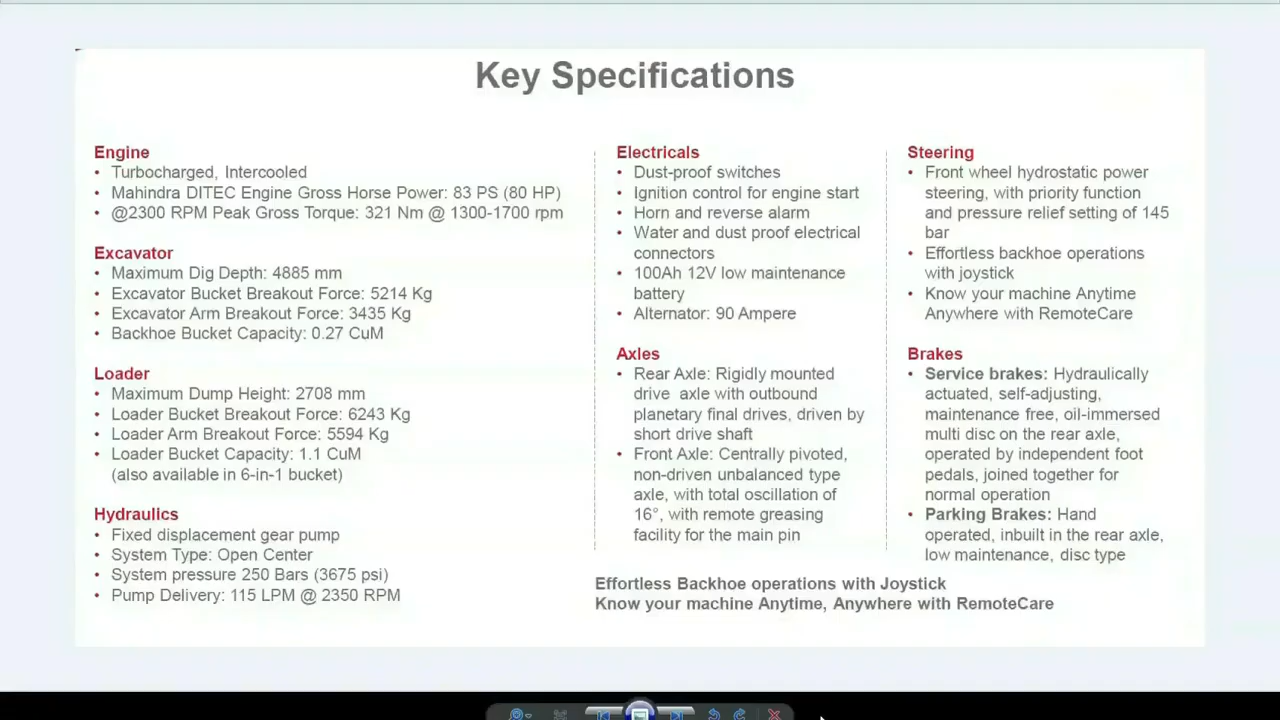 Key Specifications
Engine
• Turbocharged, Intercooled
• Mahindra DITEC Engine Gross Horse Power: 83 PS (80 HP)
• @2300 RPM Peak Gross Torque: 321 Nm @ 1300-1700 rpm
Excavator
• Maximum Dig Depth: 4885 mm
• Excavator Bucket Breakout Force: 5214 Kg
• Excavator Arm Breakout Force: 3435 Kg
• Backhoe Bucket Capacity: 0.27 CuM
Loader
• Maximum Dump Height: 2708 mm
• Loader Bucket Breakout Force: 6243 Kg
• Loader Arm Breakout Force: 5594 Kg
• Loader Bucket Capacity: 1.1 CuM
(also available in 6-in-1 bucket)
Hydraulics
• Fixed displacement gear pump
• System Type: Open Center
• System pressure 250 Bars (3675 psi)
• Pump Delivery: 115 LPM @ 2350 RPM
Electricals
• Dust-proof switches
• Ignition control for engine start
• Horn and reverse alarm
• Water and dust proof electrical
connectors
• 100Ah 12V low maintenance
battery
• Alternator: 90 Ampere
Axles
• Rear Axle: Rigidly mounted
drive axle with outbound
planetary final drives, driven by
short drive shaft
• Front Axle: Centrally pivoted,
non-driven unbalanced type
axle, with total oscillation of
16°, with remote greasing
facility for the main pin
Steering
• Front wheel hydrostatic power
steering, with priority function
and pressure relief setting of 145
bar
• Effortless backhoe operations
with joystick
• Know your machine Anytime
Anywhere with RemoteCare
Brakes
• Service brakes: Hydraulically
actuated, self-adjusting,
maintenance free, oil-immersed
multi disc on the rear axle,
operated by independent foot
pedals, joined together for
normal operation
• Parking Brakes: Hand
operated, inbuilt in the rear axle,
low maintenance, disc type
Effortless Backhoe operations with Joystick
Know your machine Anytime, Anywhere with RemoteCare